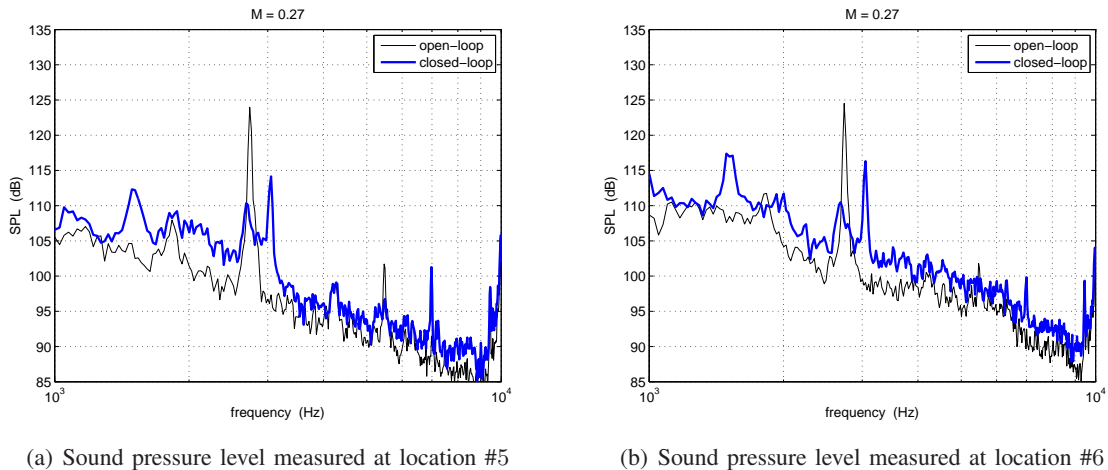 M = 0.27
135
130
125
120
115
110
105
100
95
90
85
SPL (dB)
open−loop
closed−loop
10^3
10^4
frequency (Hz)
(a) Sound pressure level measured at location #5
M = 0.27
135
130
125
120
115
110
105
100
95
90
85
SPL (dB)
open−loop
closed−loop
10^3
10^4
frequency (Hz)
(b) Sound pressure level measured at location #6